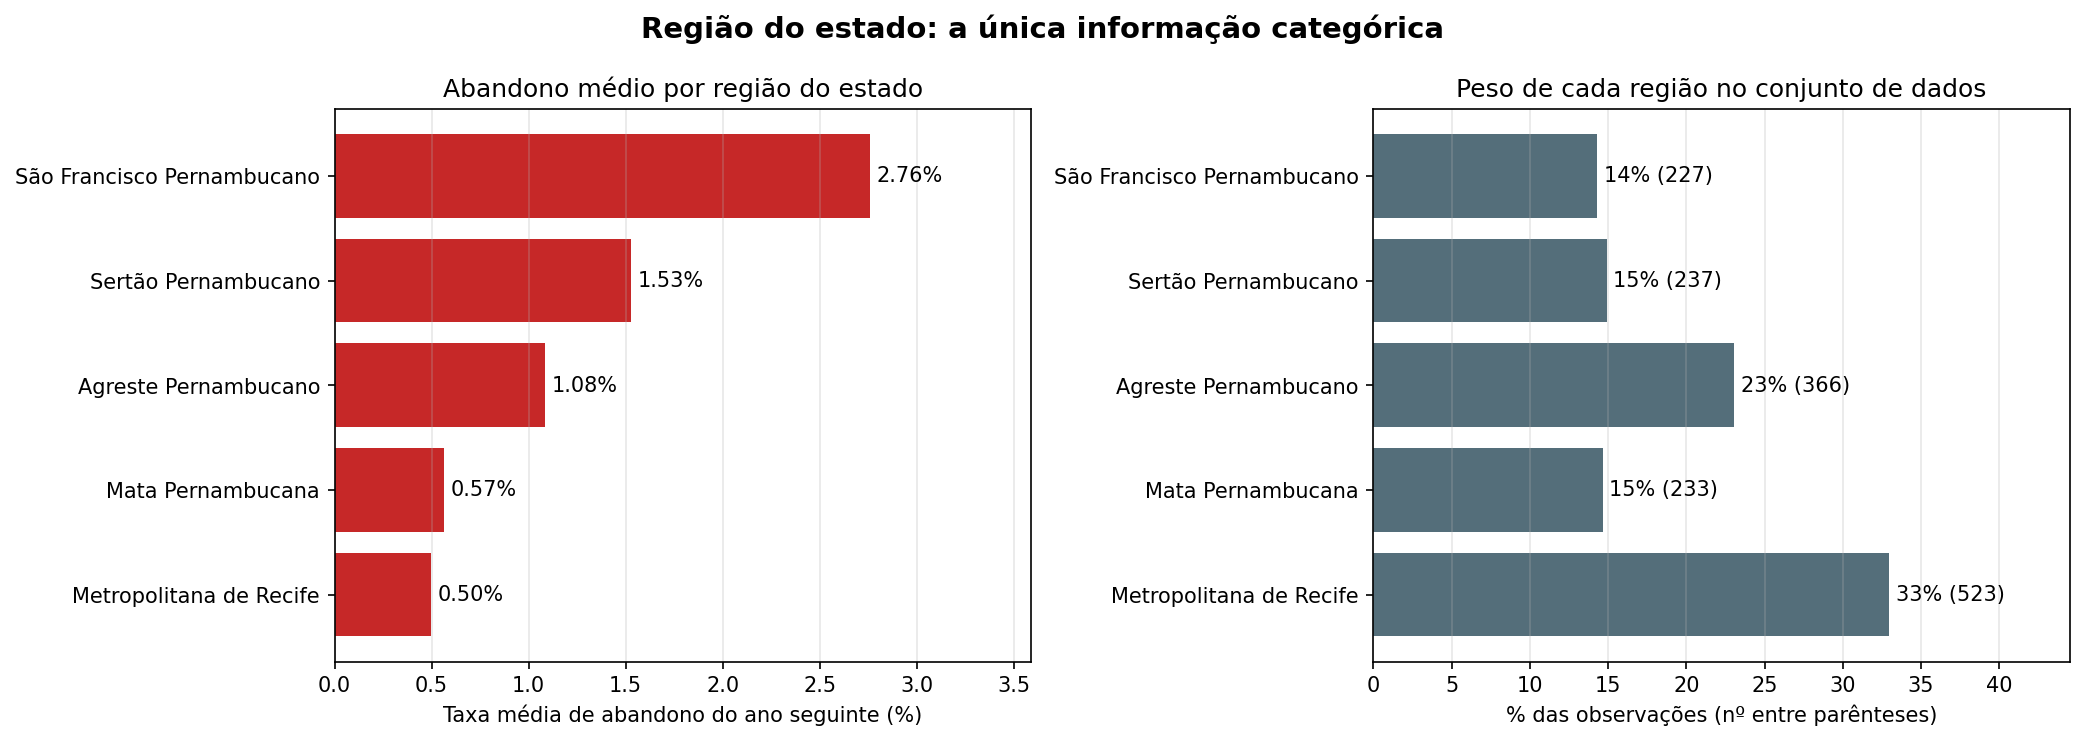 Região do estado: a única informação categórica
Abandono médio por região do estado
São Francisco Pernambucano
2.76%
Sertão Pernambucano
1.53%
Agreste Pernambucano
1.08%
Mata Pernambucana
0.57%
Metropolitana de Recife
0.50%
0.0 0.5 1.0 1.5 2.0 2.5 3.0 3.5
Taxa média de abandono do ano seguinte (%)
Peso de cada região no conjunto de dados
São Francisco Pernambucano
14% (227)
Sertão Pernambucano
15% (237)
Agreste Pernambucano
23% (366)
Mata Pernambucana
15% (233)
Metropolitana de Recife
33% (523)
0 5 10 15 20 25 30 35 40
% das observações (nº entre parênteses)